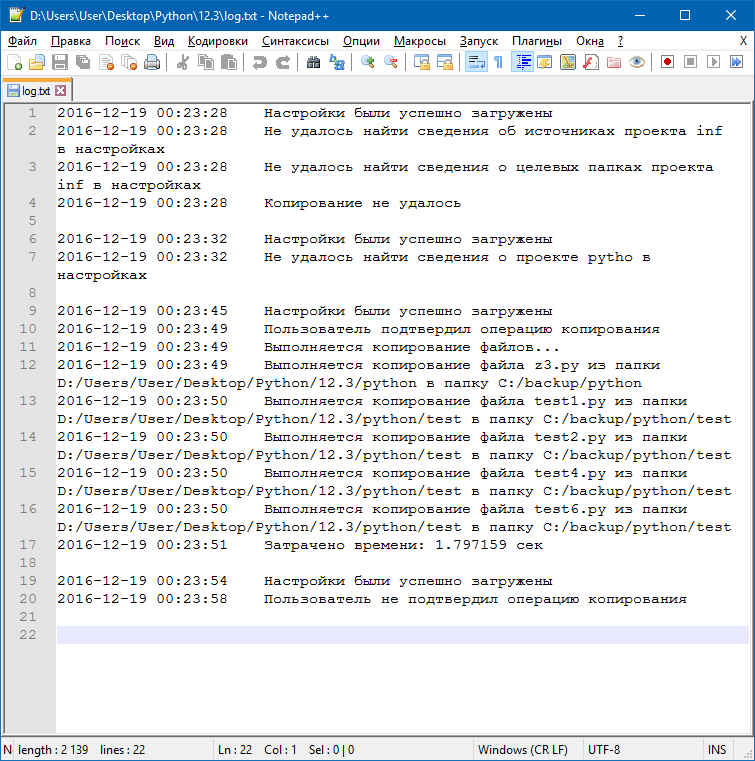 D:\Users\User\Desktop\Python\12.3\log.txt - Notepad++
Файл Правка Поиск Вид Кодировки Синтаксисы Опции Макросы Запуск Плагины Окна ? X
log.txt
1 2016-12-19 00:23:28 Настройки были успешно загружены
2 2016-12-19 00:23:28 Не удалось найти сведения об источниках проекта inf
в настройках
3 2016-12-19 00:23:28 Не удалось найти сведения о целевых папках проекта
inf в настройках
4 2016-12-19 00:23:28 Копирование не удалось
5
6 2016-12-19 00:23:32 Настройки были успешно загружены
7 2016-12-19 00:23:32 Не удалось найти сведения о проекте pytho в
настройках
8
9 2016-12-19 00:23:45 Настройки были успешно загружены
10 2016-12-19 00:23:49 Пользователь подтвердил операцию копирования
11 2016-12-19 00:23:49 Выполняется копирование файлов...
12 2016-12-19 00:23:49 Выполняется копирование файла z3.py из папки
D:/Users/User/Desktop/Python/12.3/python в папку C:/backup/python
13 2016-12-19 00:23:50 Выполняется копирование файла test1.py из папки
D:/Users/User/Desktop/Python/12.3/python/test в папку C:/backup/python/test
14 2016-12-19 00:23:50 Выполняется копирование файла test2.py из папки
D:/Users/User/Desktop/Python/12.3/python/test в папку C:/backup/python/test
15 2016-12-19 00:23:50 Выполняется копирование файла test4.py из папки
D:/Users/User/Desktop/Python/12.3/python/test в папку C:/backup/python/test
16 2016-12-19 00:23:50 Выполняется копирование файла test6.py из папки
D:/Users/User/Desktop/Python/12.3/python/test в папку C:/backup/python/test
17 2016-12-19 00:23:51 Затрачено времени: 1.797159 сек
18
19 2016-12-19 00:23:54 Настройки были успешно загружены
20 2016-12-19 00:23:58 Пользователь не подтвердил операцию копирования
21
22
N length : 2 139 lines : 22 Ln : 22 Col : 1 Sel : 0 | 0 Windows (CR LF) UTF-8 INS